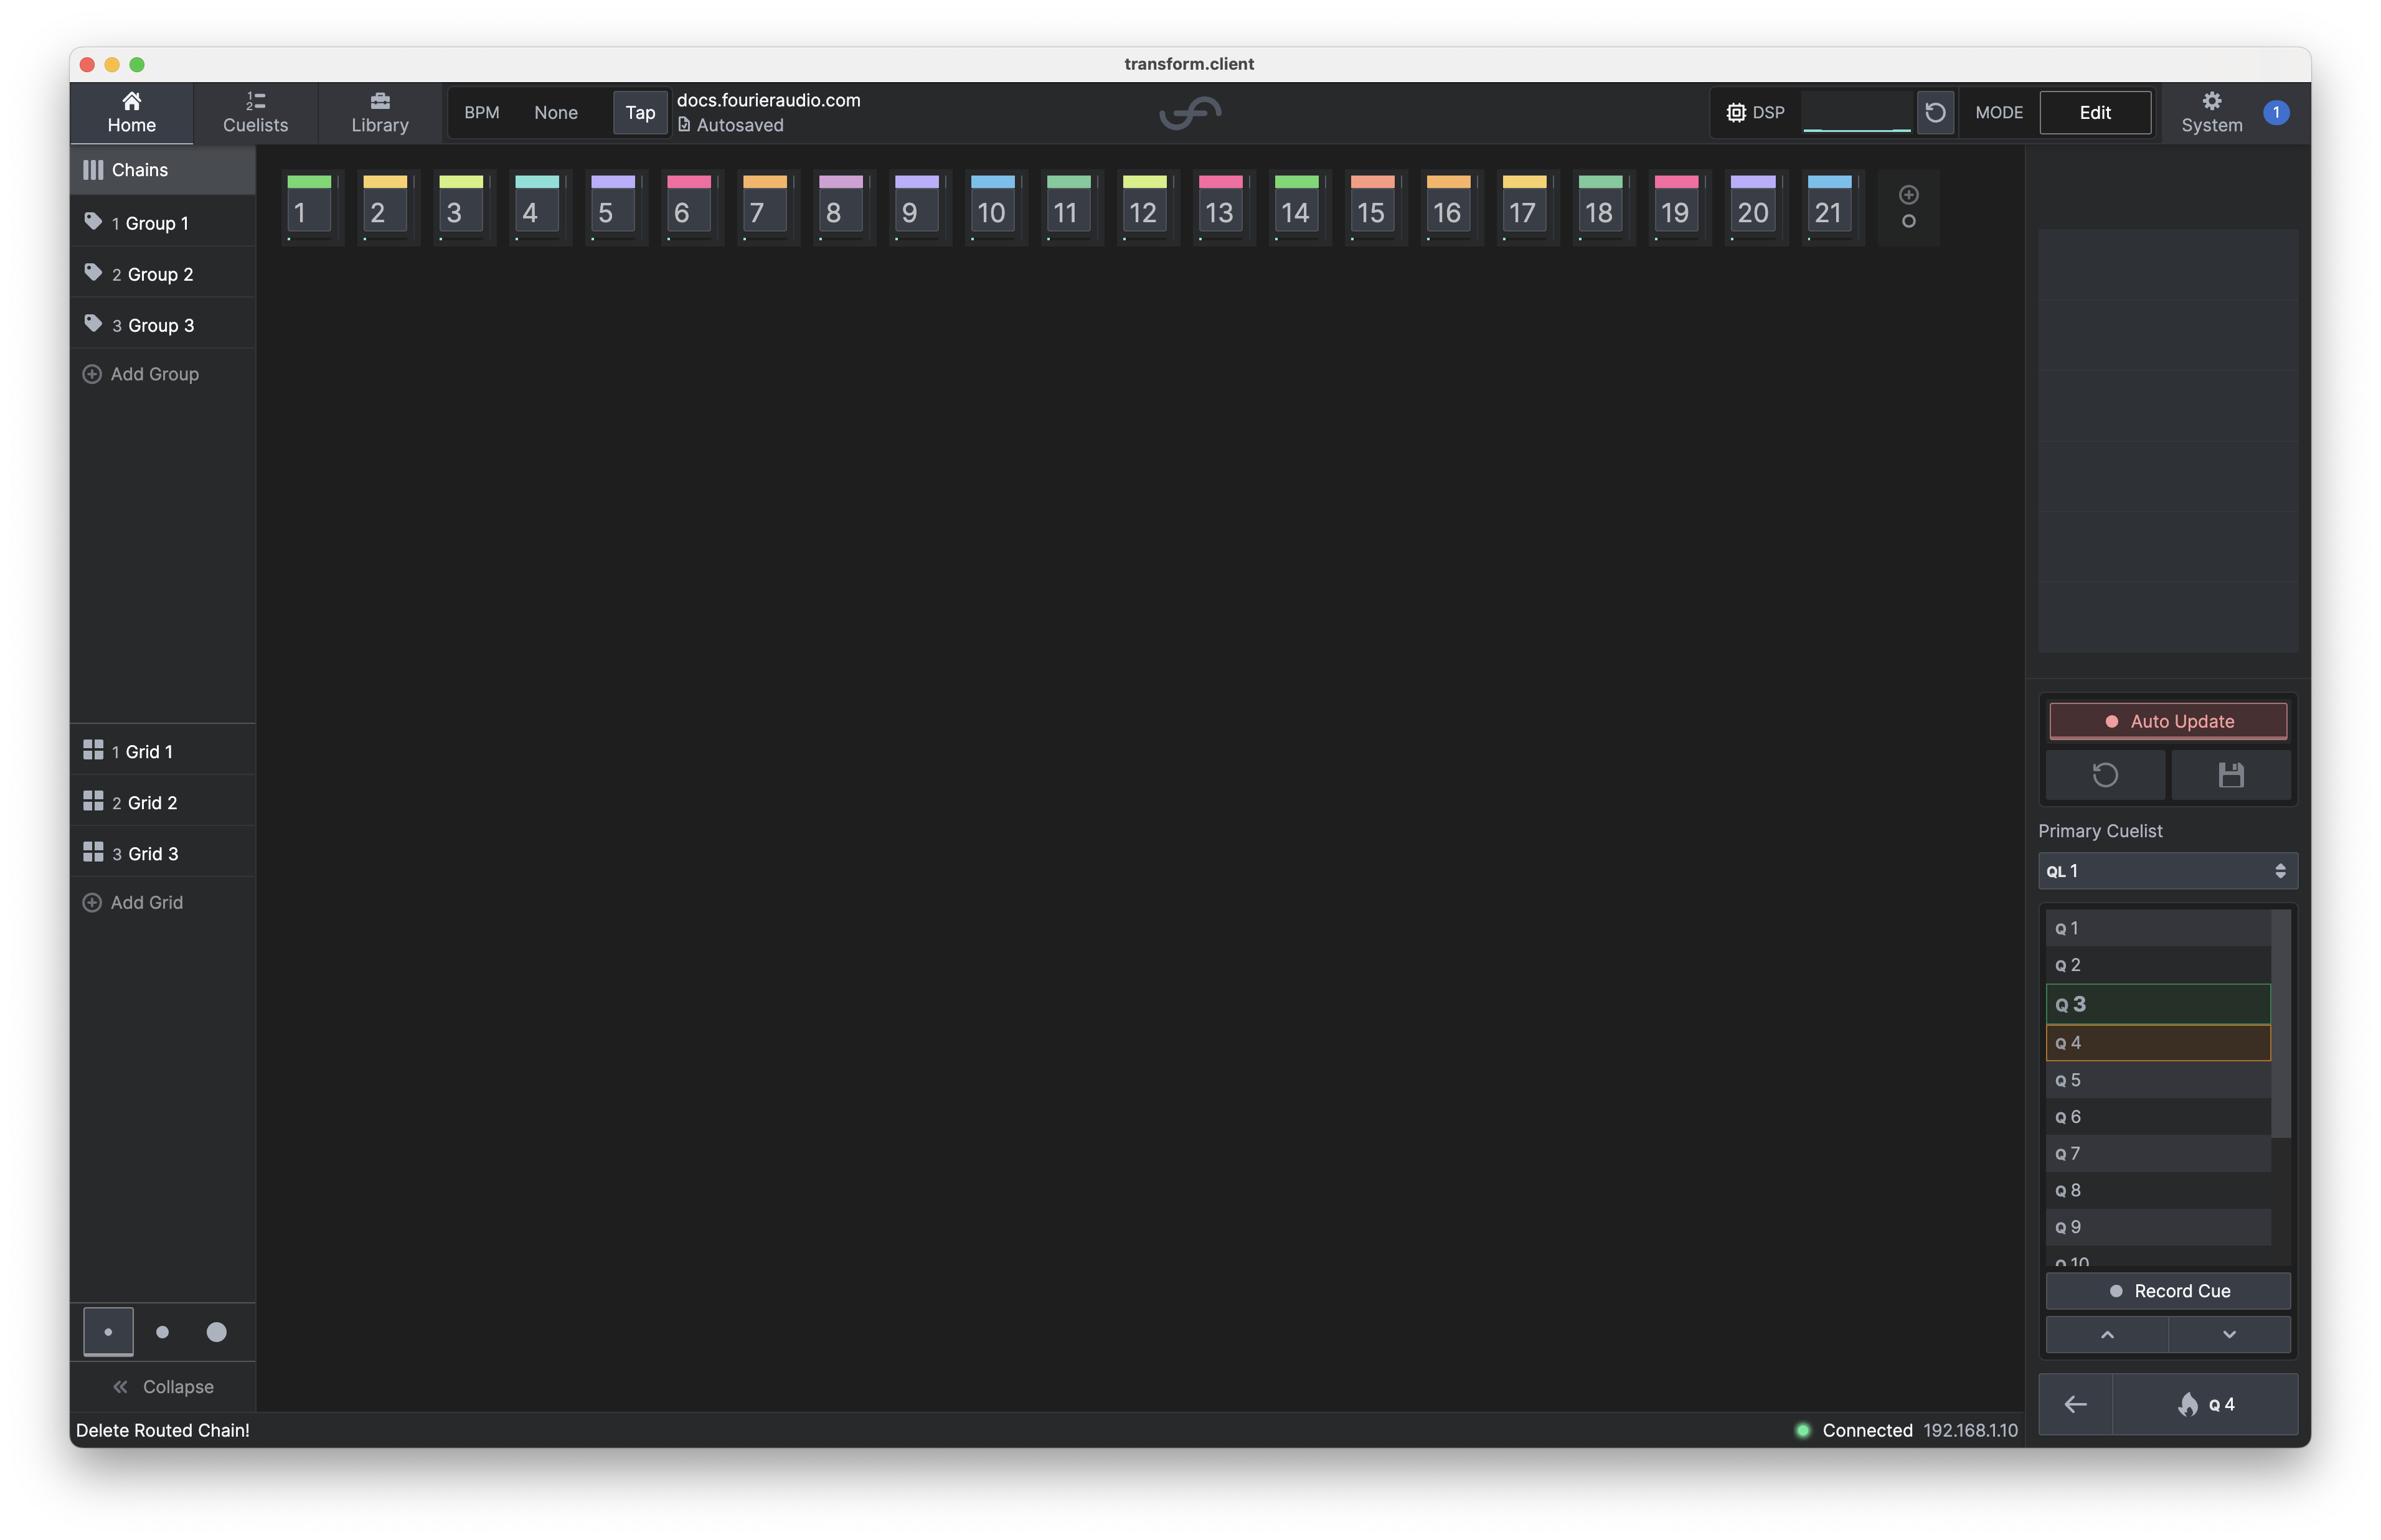 transform.client
Home
Cuelists
Library
BPM None Tap
docs.fourieraudio.com
Autosaved
DSP
MODE Edit
System 1
Chains
1 Group 1
2 Group 2
3 Group 3
Add Group
1 2 3 4 5 6 7 8 9 10 11 12 13 14 15 16 17 18 19 20 21
1 Grid 1
2 Grid 2
3 Grid 3
Add Grid
Collapse
Auto Update
Primary Cuelist
QL 1
Q 1
Q 2
Q 3
Q 4
Q 5
Q 6
Q 7
Q 8
Q 9
Q 10
Record Cue
Q 4
Delete Routed Chain!
Connected 192.168.1.10